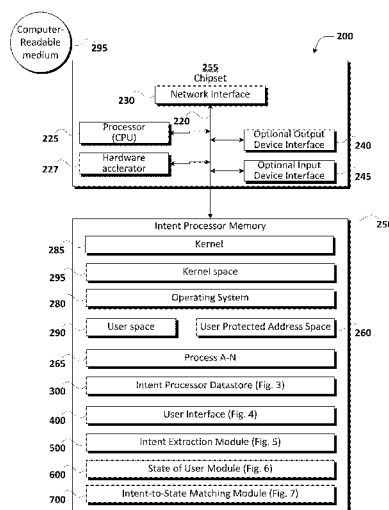 Computer-
Readable
medium
295
200
255
Chipset
230
Network Interface
220
225
Processor
(CPU)
Optional Output
Device Interface
240
227
Hardware
acclerator
Optional Input
Device Interface
245
250
Intent Processor Memory
285
Kernel
295
Kernel space
280
Operating System
290
User space
User Protected Address Space
260
265
Process A-N
300
Intent Processor Datastore (Fig. 3)
400
User Interface (Fig. 4)
500
Intent Extraction Module (Fig. 5)
600
State of User Module (Fig. 6)
700
Intent-to-State Matching Module (Fig. 7)